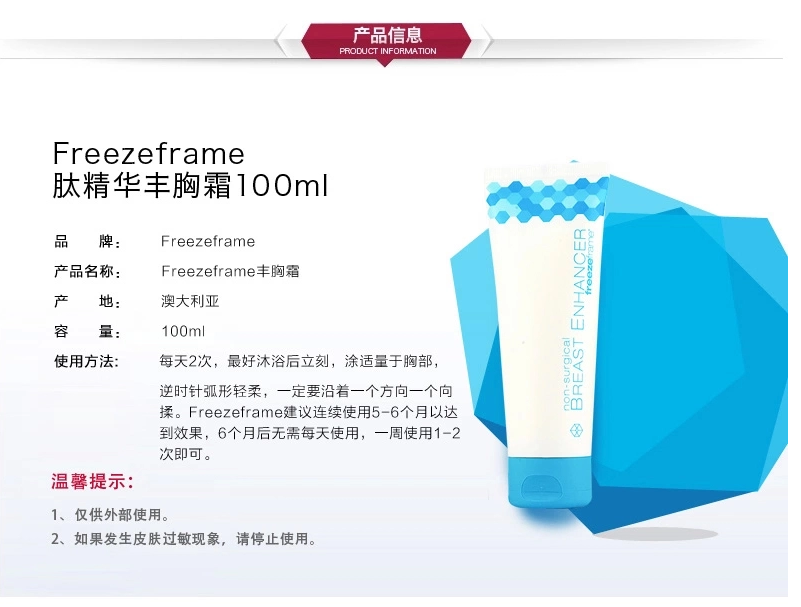 产品信息
PRODUCT INFORMATION
Freezeframe
肽精华丰胸霜100ml
品 牌： Freezeframe
产品名称： Freezeframe丰胸霜
产 地： 澳大利亚
容 量： 100ml
使用方法: 每天2次，最好沐浴后立刻，涂适量于胸部，
逆时针弧形轻柔，一定要沿着一个方向一个向
揉。Freezeframe建议连续使用5-6个月以达
到效果，6个月后无需每天使用，一周使用1-2
次即可。
温馨提示：
1、仅供外部使用。
2、如果发生皮肤过敏现象，请停止使用。
non-surgical
BREAST ENHANCER
freezeframe